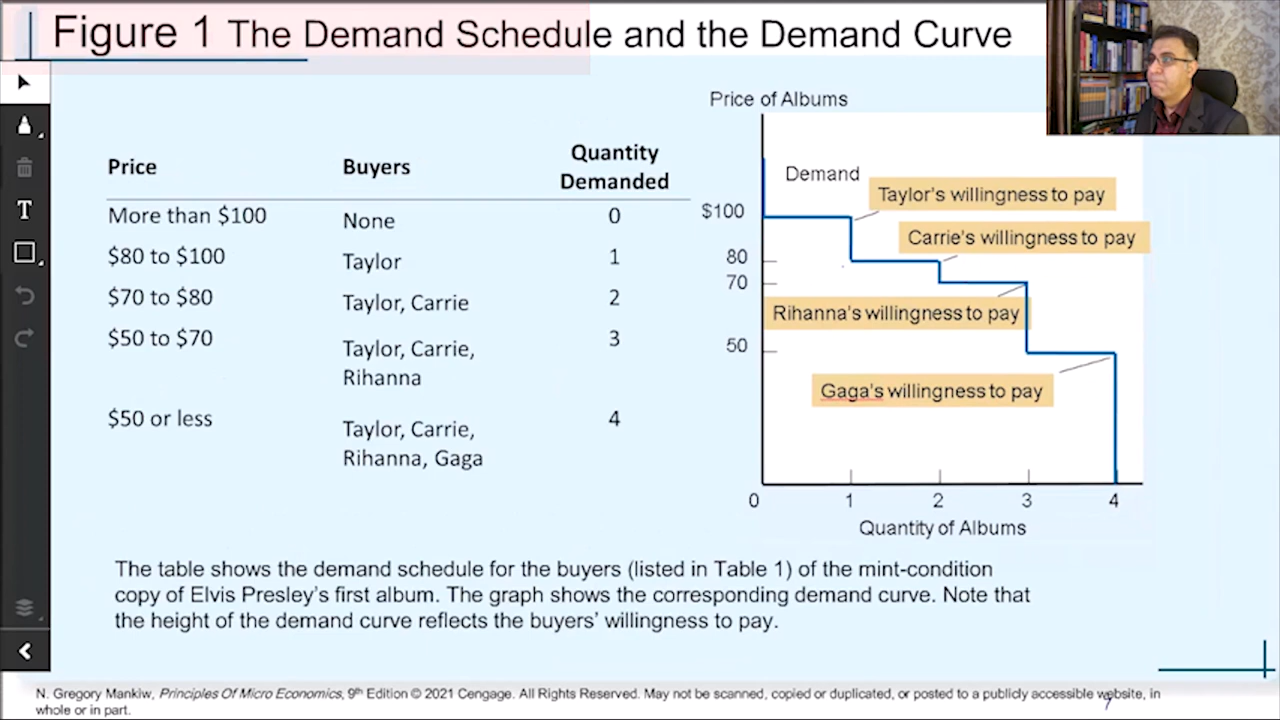 Figure 1 The Demand Schedule and the Demand Curve
Price
Buyers
Quantity
Demanded
More than $100
None
0
$80 to $100
Taylor
1
$70 to $80
Taylor, Carrie
2
$50 to $70
Taylor, Carrie,
Rihanna
3
$50 or less
Taylor, Carrie,
Rihanna, Gaga
4
Price of Albums
Demand
Taylor's willingness to pay
$100
Carrie's willingness to pay
80
70
Rihanna's willingness to pay
50
Gaga's willingness to pay
0
1
2
3
4
Quantity of Albums
The table shows the demand schedule for the buyers (listed in Table 1) of the mint-condition
copy of Elvis Presley's first album. The graph shows the corresponding demand curve. Note that
the height of the demand curve reflects the buyers' willingness to pay.
N. Gregory Mankiw, Principles Of Micro Economics, 9th Edition © 2021 Cengage. All Rights Reserved. May not be scanned, copied or duplicated, or posted to a publicly accessible website, in
whole or in part.
7
T